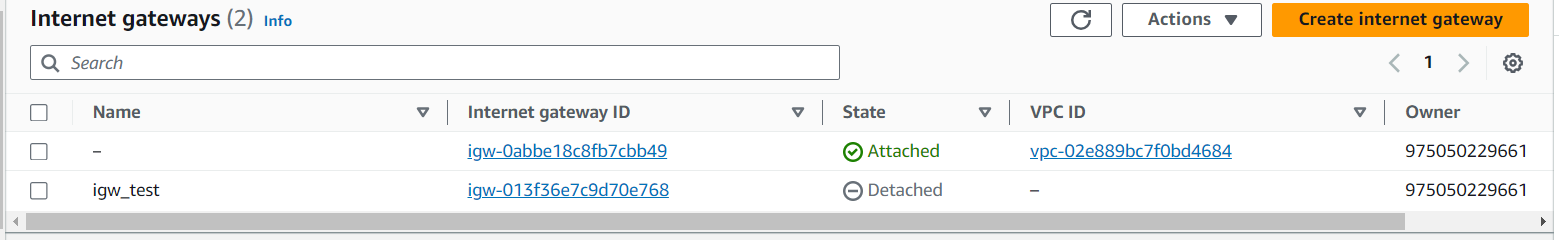 Internet gateways (2) Info Actions Create internet gateway
Search 1
Name Internet gateway ID State VPC ID Owner
– igw-0abbe18c8fb7cbb49 Attached vpc-02e889bc7f0bd4684 975050229661
igw_test igw-013f36e7c9d70e768 Detached – 975050229661